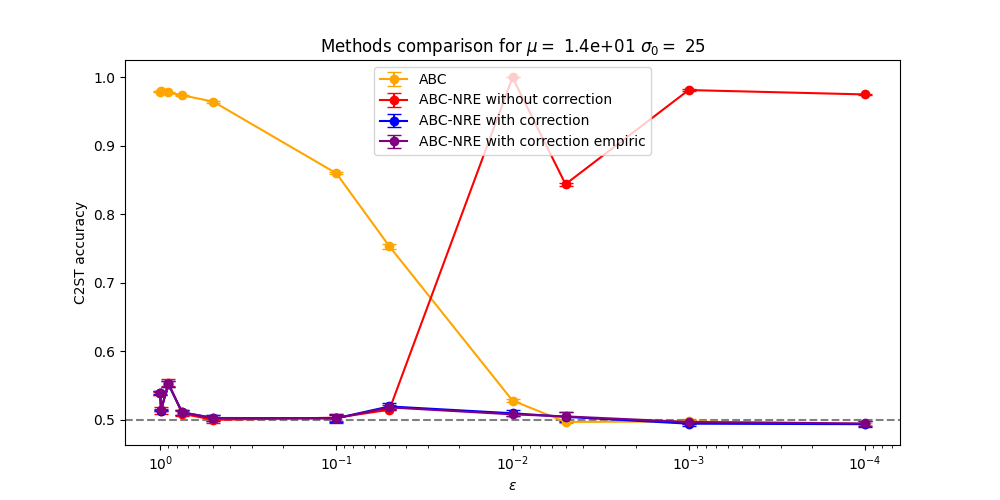 Methods comparison for μ = 1.4e+01 σ₀ = 25
ABC
ABC-NRE without correction
ABC-NRE with correction
ABC-NRE with correction empiric
C2ST accuracy
1.0
0.9
0.8
0.7
0.6
0.5
10⁰ 10⁻¹ 10⁻² 10⁻³ 10⁻⁴
ε